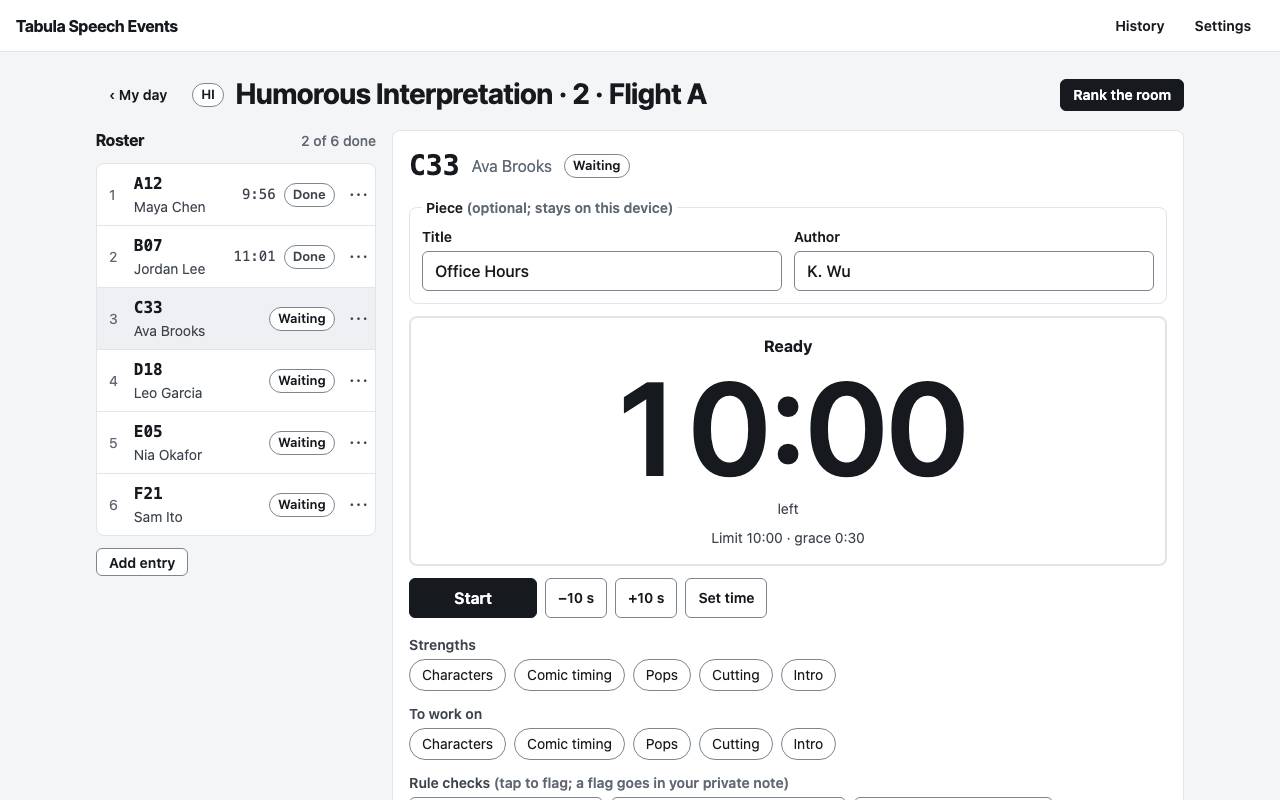 Tabula Speech Events
History
Settings
‹ My day
HI
Humorous Interpretation · 2 · Flight A
Rank the room
Roster
2 of 6 done
1
A12
Maya Chen
9:56
Done
2
B07
Jordan Lee
11:01
Done
3
C33
Ava Brooks
Waiting
4
D18
Leo Garcia
Waiting
5
E05
Nia Okafor
Waiting
6
F21
Sam Ito
Waiting
Add entry
C33
Ava Brooks
Waiting
Piece (optional; stays on this device)
Title
Author
Office Hours
K. Wu
Ready
10:00
left
Limit 10:00 · grace 0:30
Start
−10 s
+10 s
Set time
Strengths
Characters
Comic timing
Pops
Cutting
Intro
To work on
Characters
Comic timing
Pops
Cutting
Intro
Rule checks (tap to flag; a flag goes in your private note)